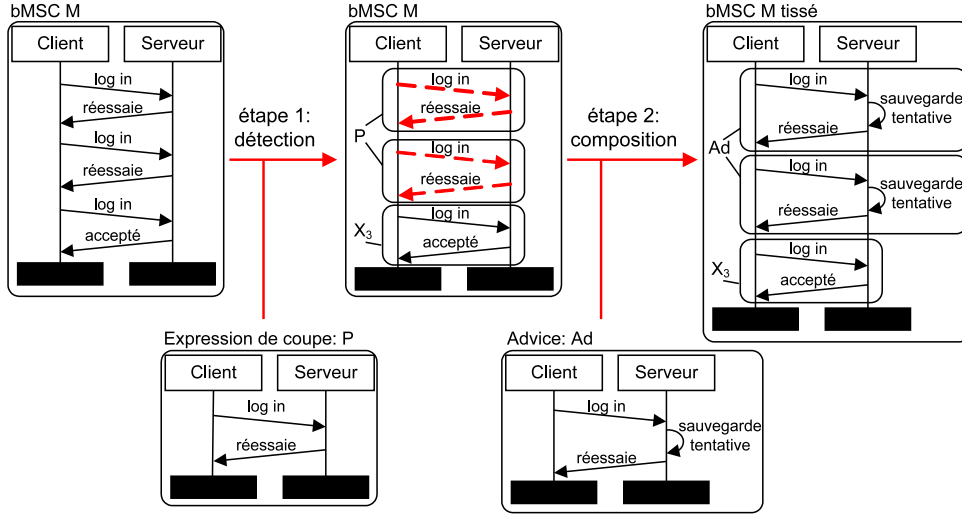 bMSC M
Client
Serveur
log in
réessaie
log in
réessaie
log in
accepté
étape 1:
détection
bMSC M
Client
Serveur
log in
réessaie
P
log in
réessaie
X3
log in
accepté
étape 2:
composition
bMSC M tissé
Client
Serveur
log in
sauvegarde
tentative
réessaie
Ad
log in
sauvegarde
tentative
réessaie
X3
log in
accepté
Expression de coupe: P
Client
Serveur
log in
réessaie
Advice: Ad
Client
Serveur
log in
sauvegarde
tentative
réessaie